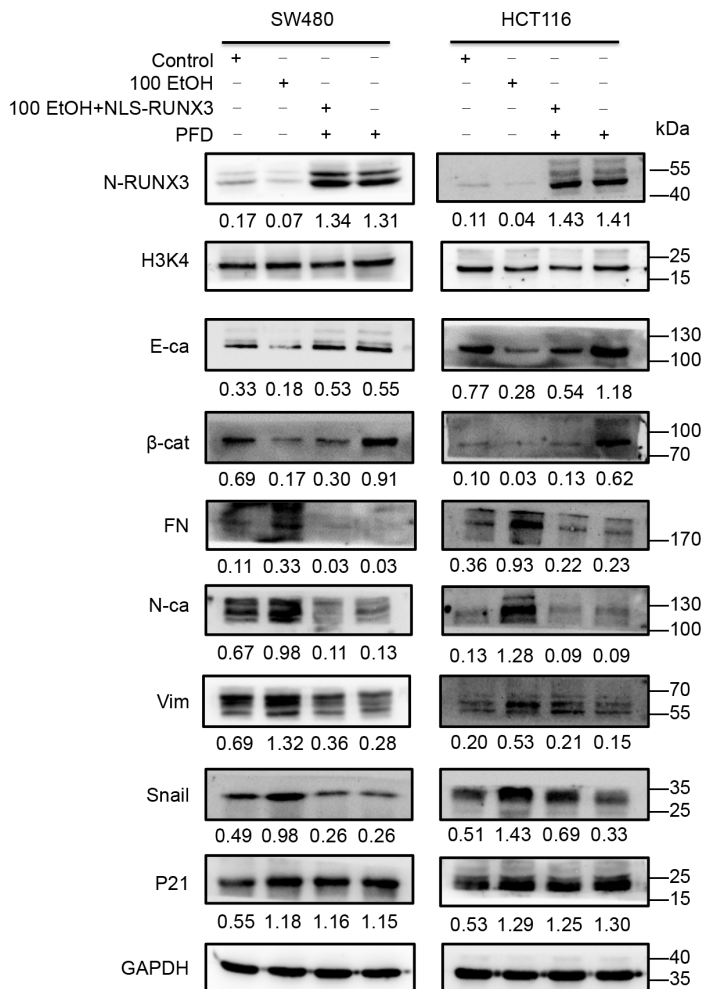 SW480 HCT116
Control + – – – + – – –
100 EtOH – + – – – + – –
100 EtOH+NLS-RUNX3 – – + – – – + –
PFD – – + + – – + + kDa
N-RUNX3 55
40
0.17 0.07 1.34 1.31 0.11 0.04 1.43 1.41
H3K4 25
15
E-ca 130
100
0.33 0.18 0.53 0.55 0.77 0.28 0.54 1.18
β-cat 100
70
0.69 0.17 0.30 0.91 0.10 0.03 0.13 0.62
FN 170
0.11 0.33 0.03 0.03 0.36 0.93 0.22 0.23
N-ca 130
100
0.67 0.98 0.11 0.13 0.13 1.28 0.09 0.09
Vim 70
55
0.69 1.32 0.36 0.28 0.20 0.53 0.21 0.15
Snail 35
25
0.49 0.98 0.26 0.26 0.51 1.43 0.69 0.33
P21 25
15
0.55 1.18 1.16 1.15 0.53 1.29 1.25 1.30
GAPDH 40
35